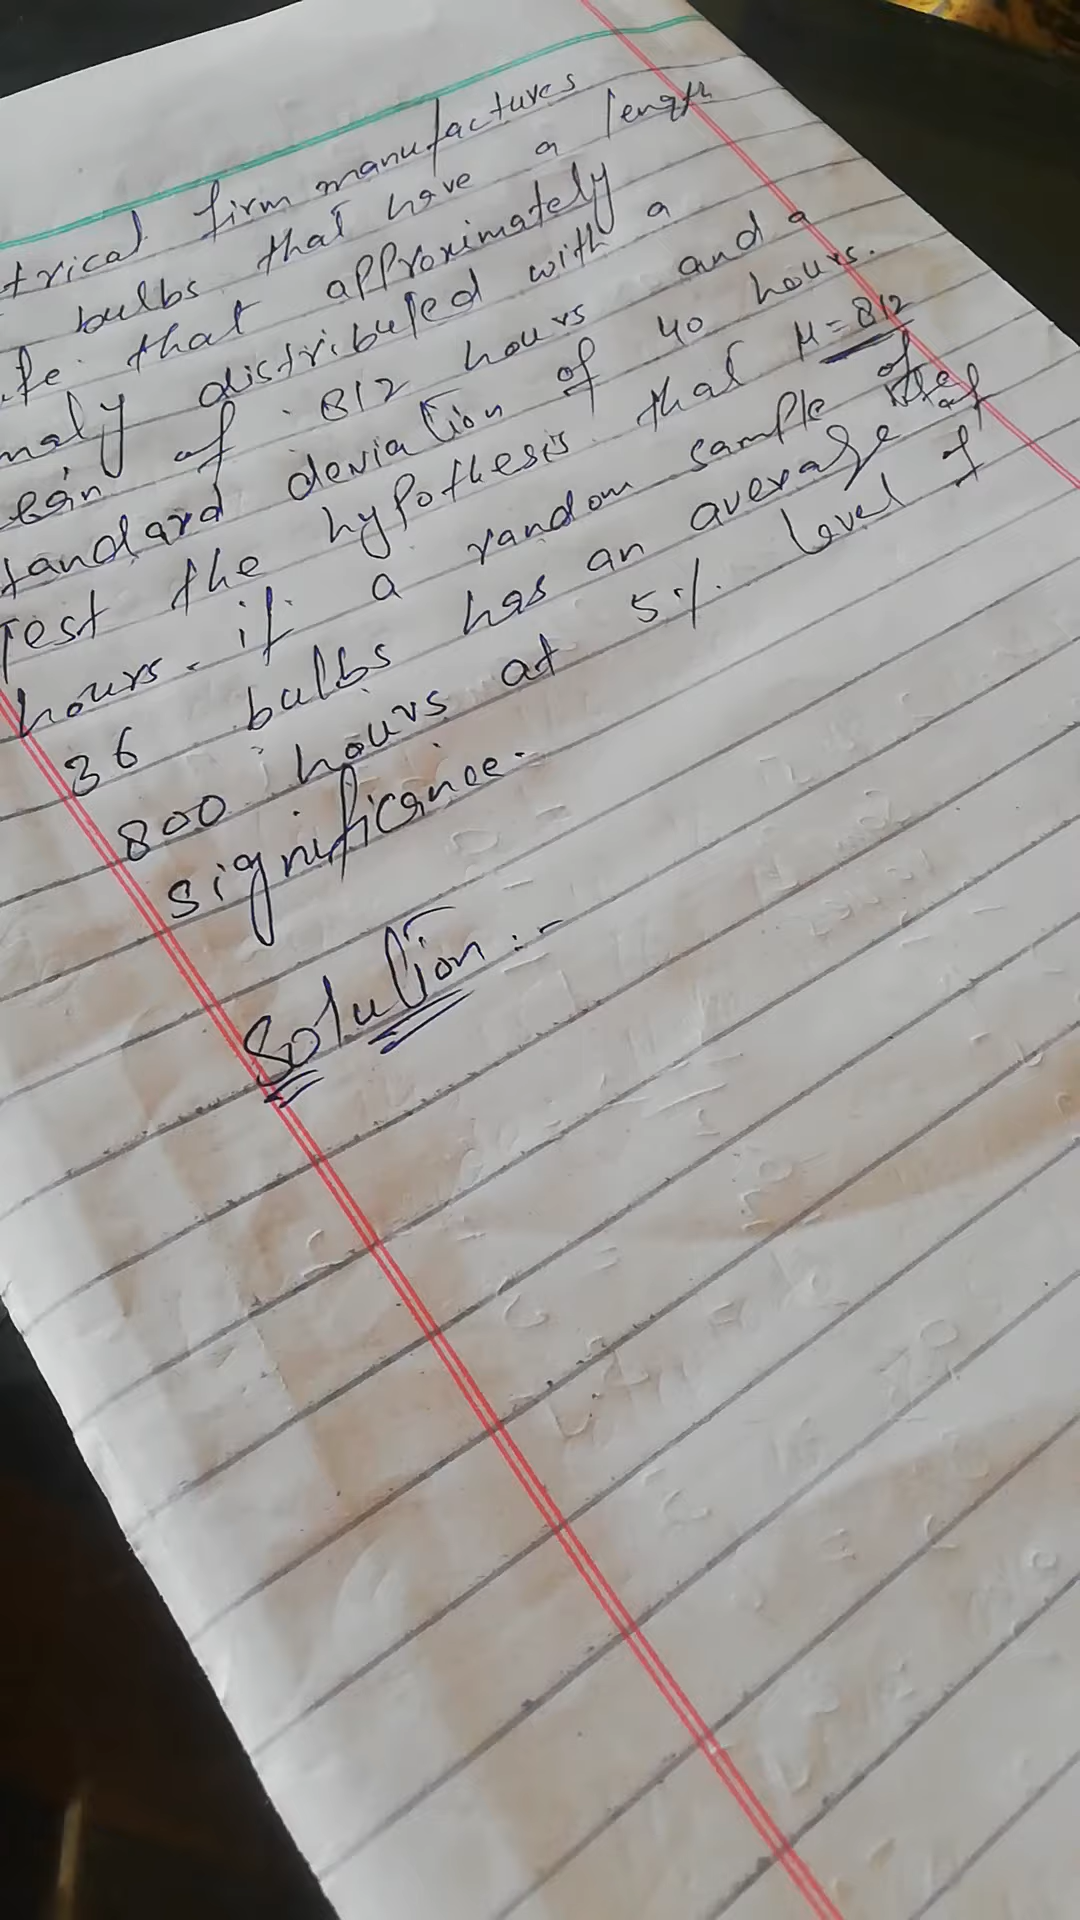 trical firm manufactures
bulbs that have a length
fe that approximately
maly distributed with a
ean of 812 hours and a
tandard deviation of 40 hours.
Test the hypothesis that μ = 812
hours. if a random sample of
36 bulbs has an average of
800 hours at 5% level of
significance.
Solution :-